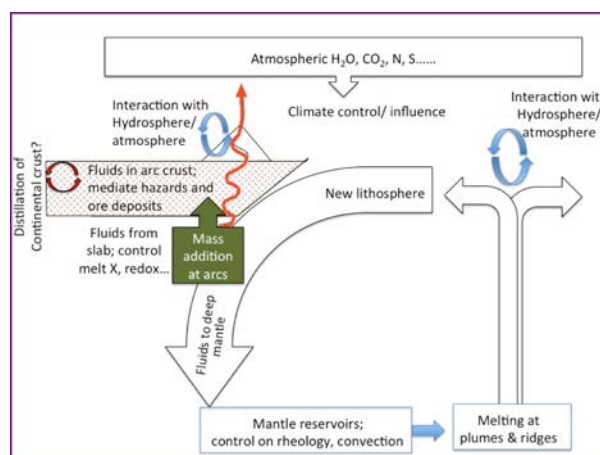 Atmospheric H₂O, CO₂, N, S......
Interaction with
Hydrosphere/
atmosphere
Climate control/ influence
Interaction with
Hydrosphere/
atmosphere
Distillation of
Continental crust?
Fluids in arc crust;
mediate hazards and
ore deposits
New lithosphere
Fluids from
slab; control
melt X, redox...
Mass
addition
at arcs
Fluids to deep
mantle
Mantle reservoirs;
control on rheology, convection
Melting at
plumes & ridges